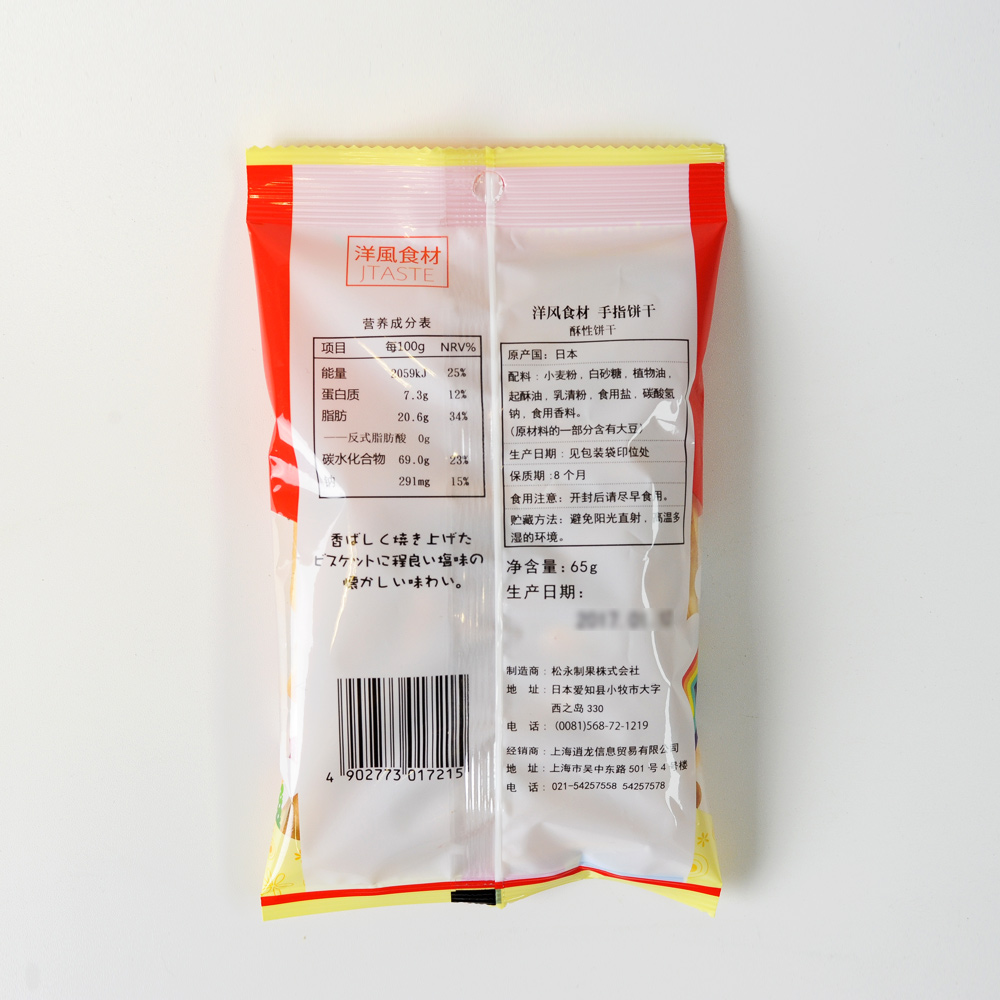 洋風食材
JTASTE
营养成分表
项目 每100g NRV%
能量 2059kJ 25%
蛋白质 7.3g 12%
脂肪 20.6g 34%
——反式脂肪酸 0g
碳水化合物 69.0g 23%
钠 291mg 15%
香ばしく焼き上げた
ビスケットに程良い塩味の
懐かしい味わい。
4 902773 017215
洋风食材 手指饼干
酥性饼干
原产国：日本
配料：小麦粉，白砂糖，植物油，
起酥油，乳清粉，食用盐，碳酸氢
钠，食用香料。
(原材料的一部分含有大豆)
生产日期：见包装袋印位处
保质期：8个月
食用注意：开封后请尽早食用。
贮藏方法：避免阳光直射，高温多
湿的环境。
净含量：65g
生产日期：
2017.01.
制造商：松永制果株式会社
地 址：日本爱知县小牧市大字
西之岛 330
电 话：(0081)568-72-1219
经销商：上海逍龙信息贸易有限公司
地 址：上海市吴中东路 501 号 4 号楼
电 话：021-54257558 54257578